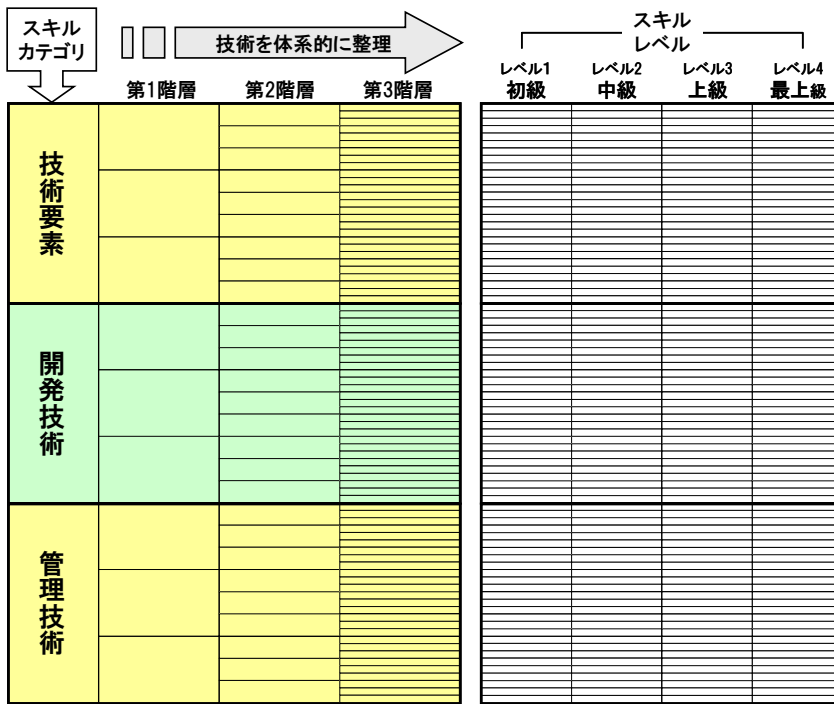 スキル
カテゴリ
技術を体系的に整理
スキル
レベル
第1階層
第2階層
第3階層
レベル1
初級
レベル2
中級
レベル3
上級
レベル4
最上級
技術要素
開発技術
管理技術